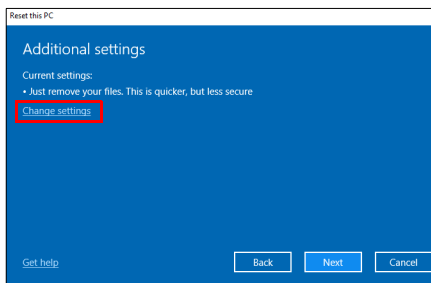 Reset this PC
Additional settings
Current settings:
• Just remove your files. This is quicker, but less secure
Change settings
Get help
Back
Next
Cancel